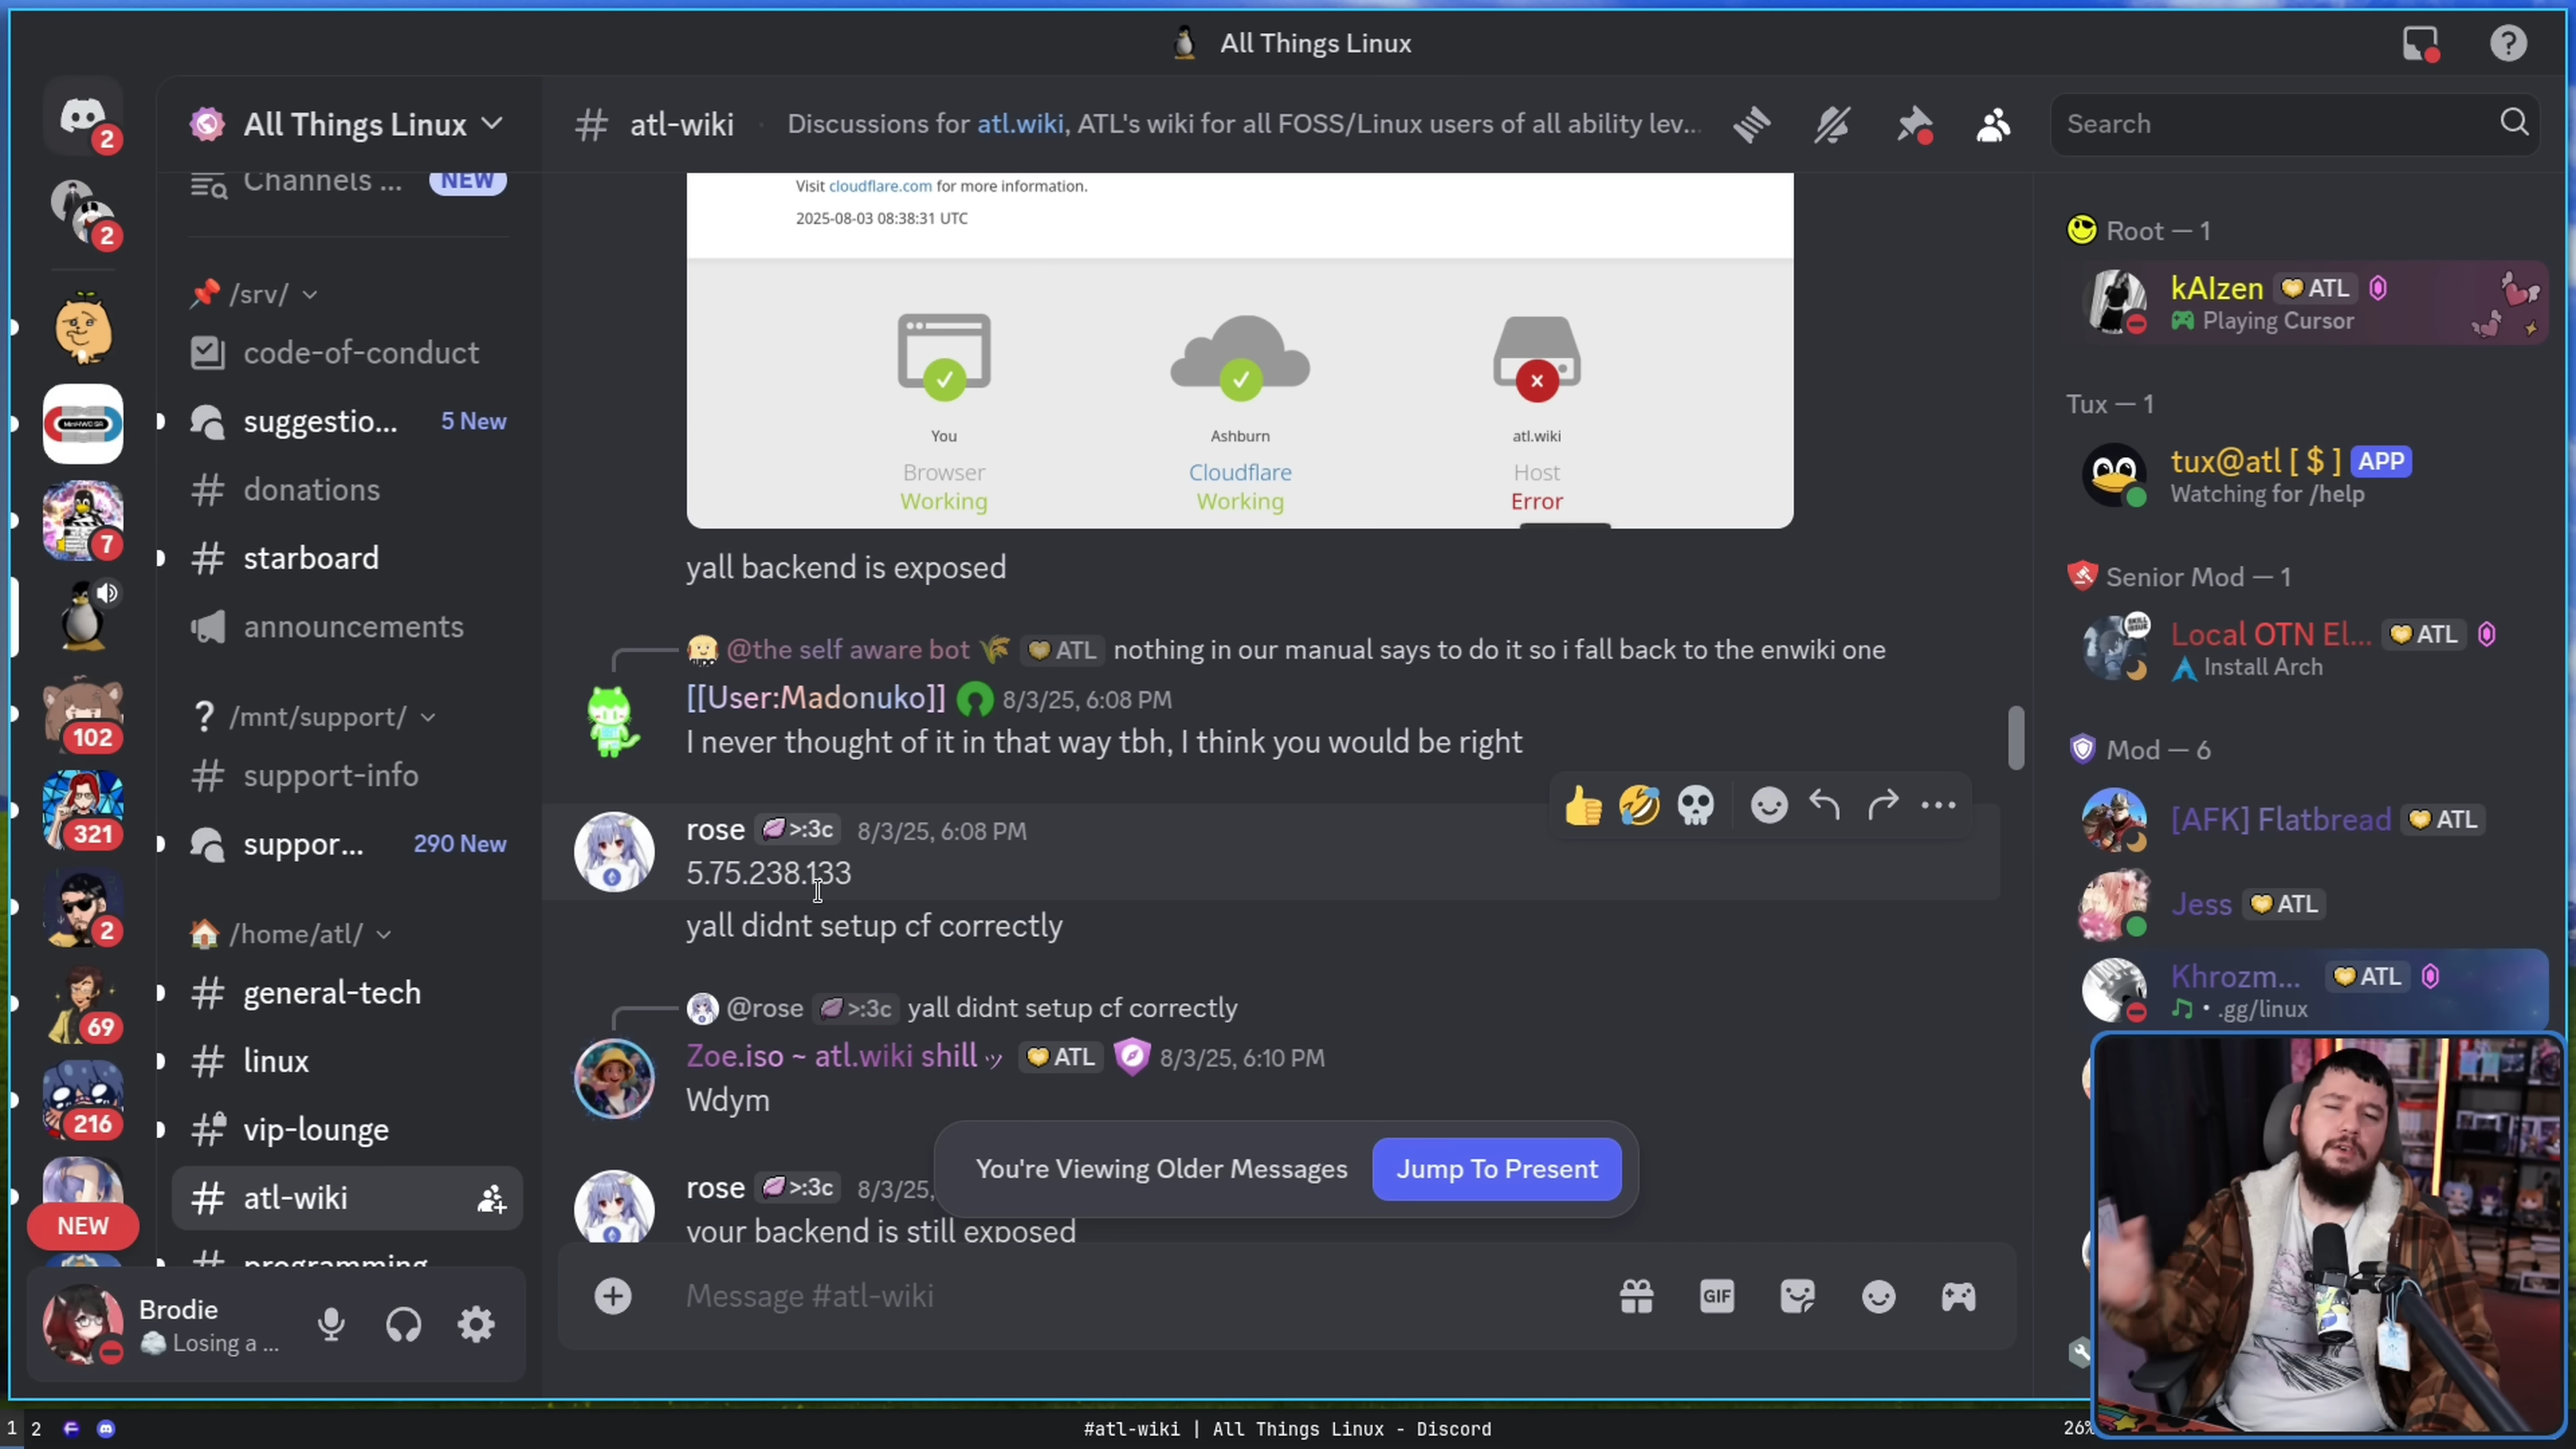 All Things Linux
2
2
7
102
321
2
69
216
NEW
All Things Linux
Channels ... NEW
/srv/
code-of-conduct
suggestio... 5 New
donations
starboard
announcements
/mnt/support/
support-info
suppor... 290 New
/home/atl/
general-tech
linux
vip-lounge
atl-wiki
programming
Brodie
Losing a ...
# atl-wiki Discussions for atl.wiki, ATL's wiki for all FOSS/Linux users of all ability lev...
Search
Visit cloudflare.com for more information.
2025-08-03 08:38:31 UTC
You Ashburn atl.wiki
Browser Cloudflare Host
Working Working Error
yall backend is exposed
@the self aware bot ATL nothing in our manual says to do it so i fall back to the enwiki one
[[User:Madonuko]] 8/3/25, 6:08 PM
I never thought of it in that way tbh, I think you would be right
rose >:3c 8/3/25, 6:08 PM
5.75.238.133
yall didnt setup cf correctly
@rose >:3c yall didnt setup cf correctly
Zoe.iso ~ atl.wiki shill ッ ATL 8/3/25, 6:10 PM
Wdym
rose >:3c 8/3/25,
your backend is still exposed
You're Viewing Older Messages Jump To Present
Message #atl-wiki
GIF
Root — 1
kAIzen ATL
Playing Cursor
Tux — 1
tux@atl [ $ ] APP
Watching for /help
Senior Mod — 1
Local OTN El... ATL
SKILL ISSUE
Install Arch
Mod — 6
[AFK] Flatbread ATL
Jess ATL
Khrozm... ATL
• .gg/linux
1 2
#atl-wiki | All Things Linux - Discord
26%